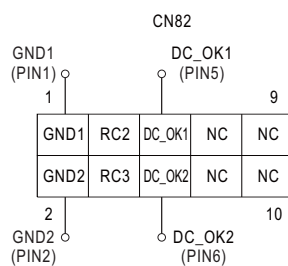 CN82
GND1 DC_OK1
(PIN1) (PIN5)
1 9
GND1 RC2 DC_OK1 NC NC
GND2 RC3 DC_OK2 NC NC
2 10
GND2 DC_OK2
(PIN2) (PIN6)